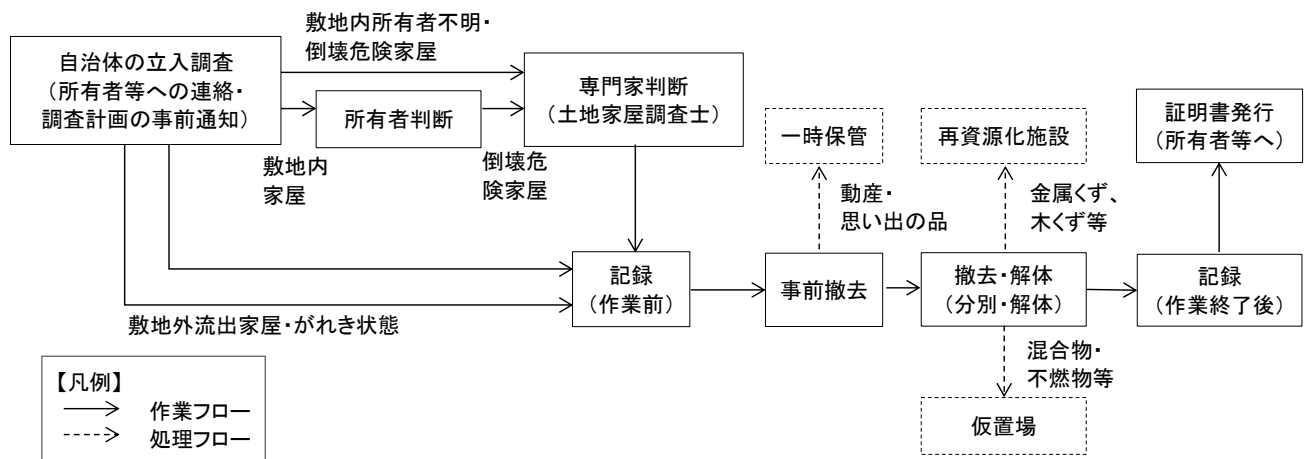 敷地内所有者不明・
倒壊危険家屋
自治体の立入調査
(所有者等への連絡・
調査計画の事前通知)
所有者判断
専門家判断
(土地家屋調査士)
敷地内
家屋
倒壊危
険家屋
一時保管
再資源化施設
証明書発行
(所有者等へ)
動産・
思い出の品
金属くず、
木くず等
記録
(作業前)
事前撤去
撤去・解体
(分別・解体)
記録
(作業終了後)
敷地外流出家屋・がれき状態
混合物・
不燃物等
仮置場
【凡例】
作業フロー
処理フロー